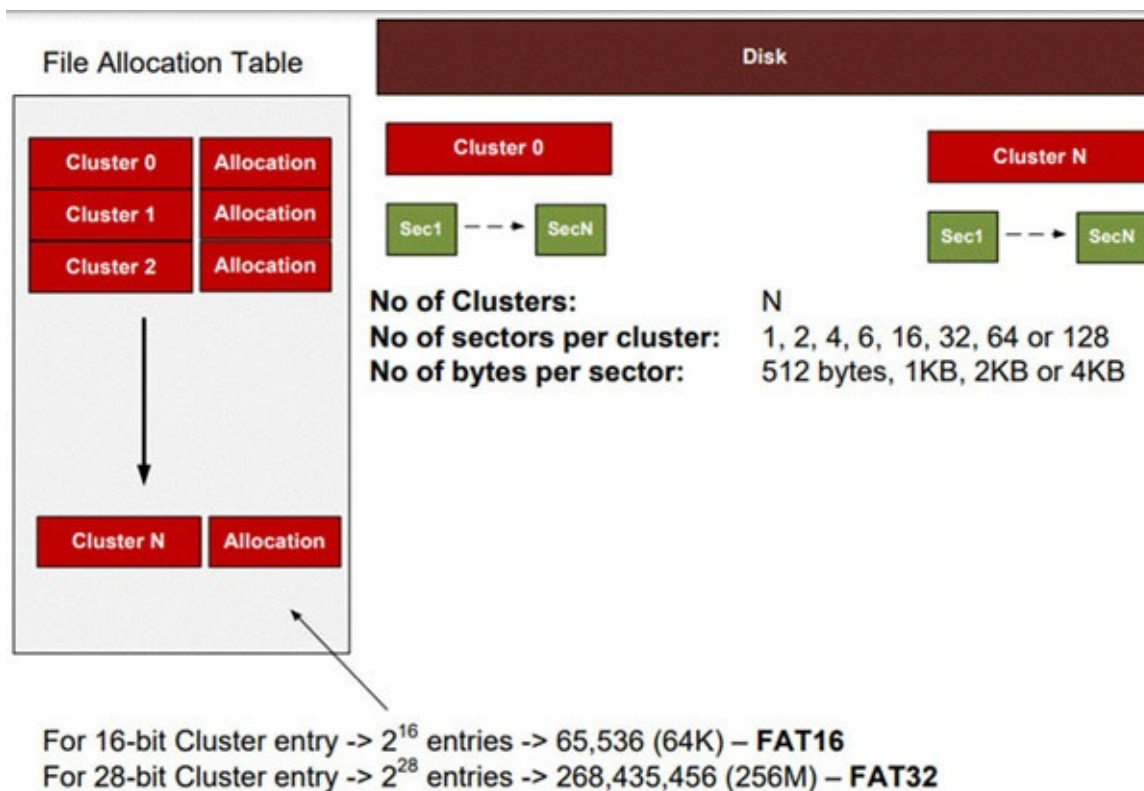 File Allocation Table
Disk
Cluster 0 Allocation
Cluster 1 Allocation
Cluster 2 Allocation
Cluster N Allocation
Cluster 0
Cluster N
Sec1 SecN
Sec1 SecN
No of Clusters: N
No of sectors per cluster: 1, 2, 4, 6, 16, 32, 64 or 128
No of bytes per sector: 512 bytes, 1KB, 2KB or 4KB
For 16-bit Cluster entry -> 2^16 entries -> 65,536 (64K) – FAT16
For 28-bit Cluster entry -> 2^28 entries -> 268,435,456 (256M) – FAT32